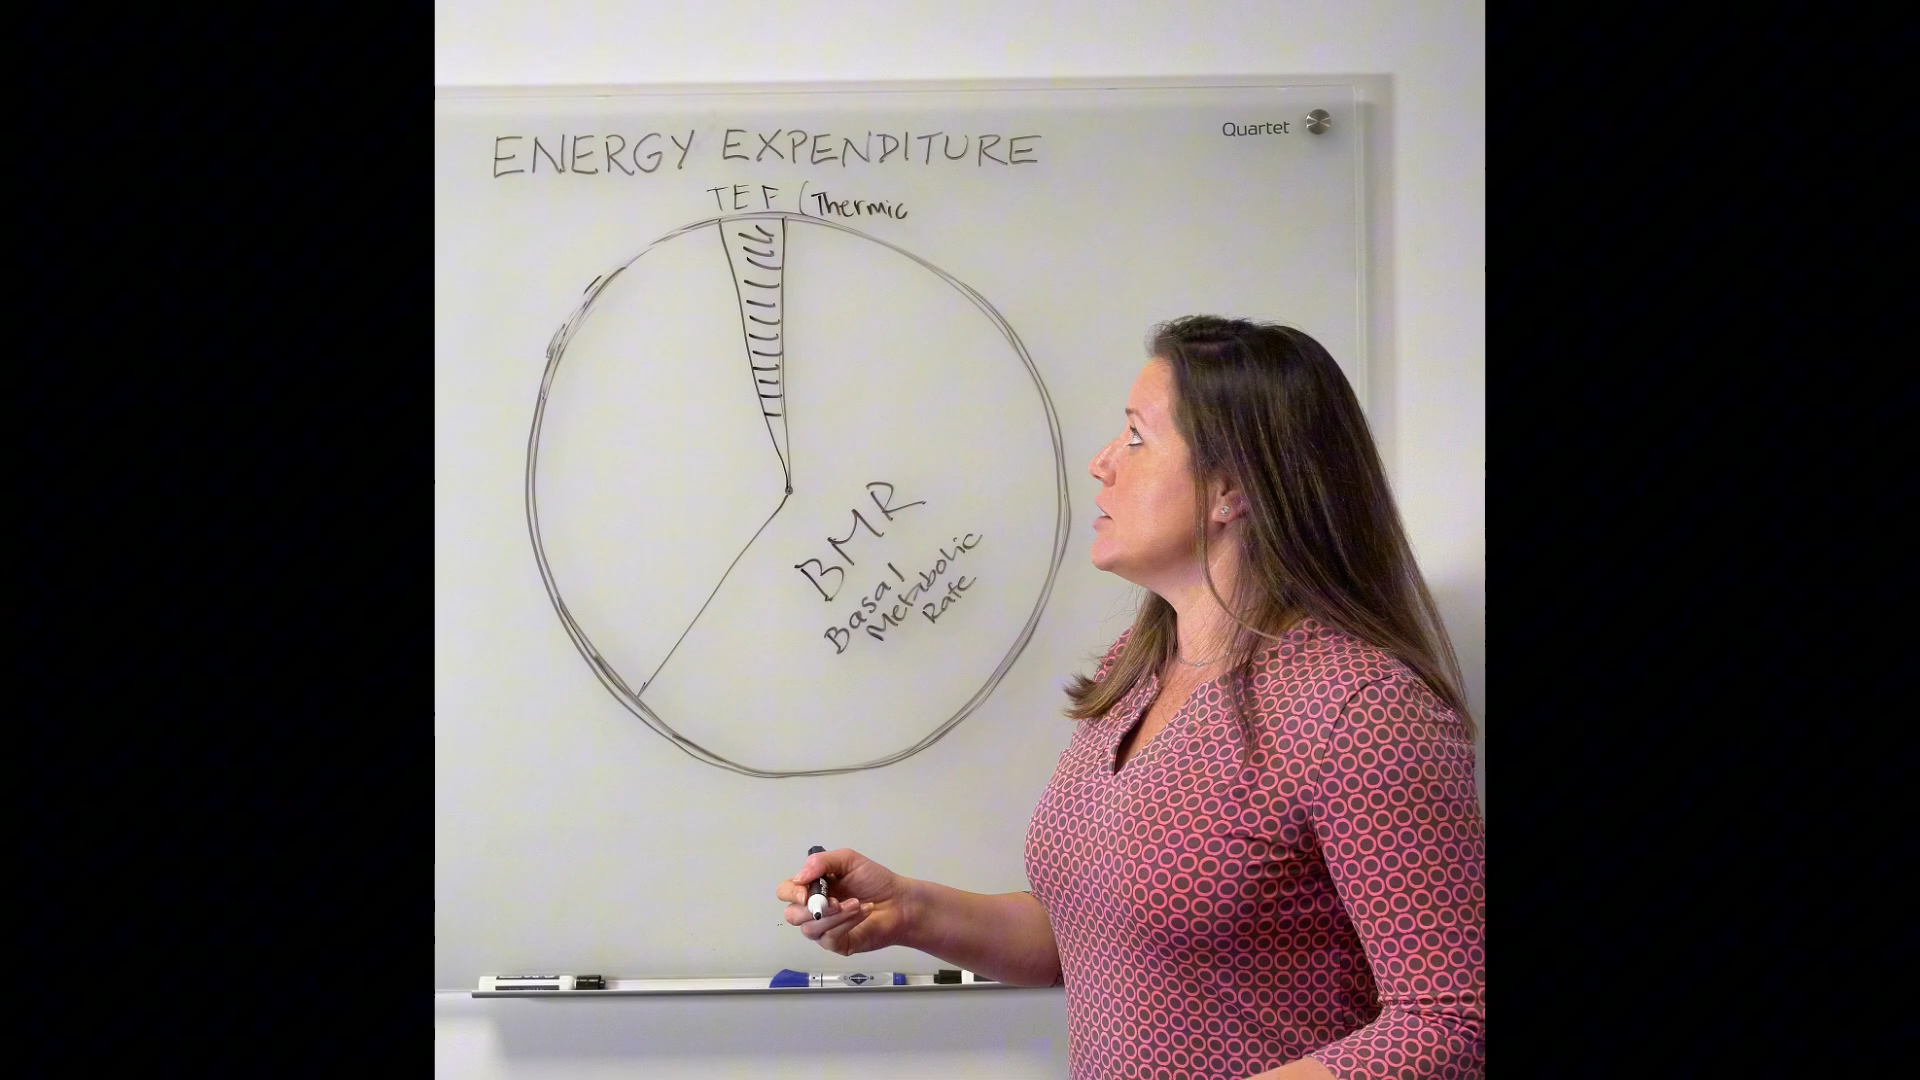 Quartet
ENERGY EXPENDITURE
TEF (Thermic
BMR
Basal
Metabolic
Rate